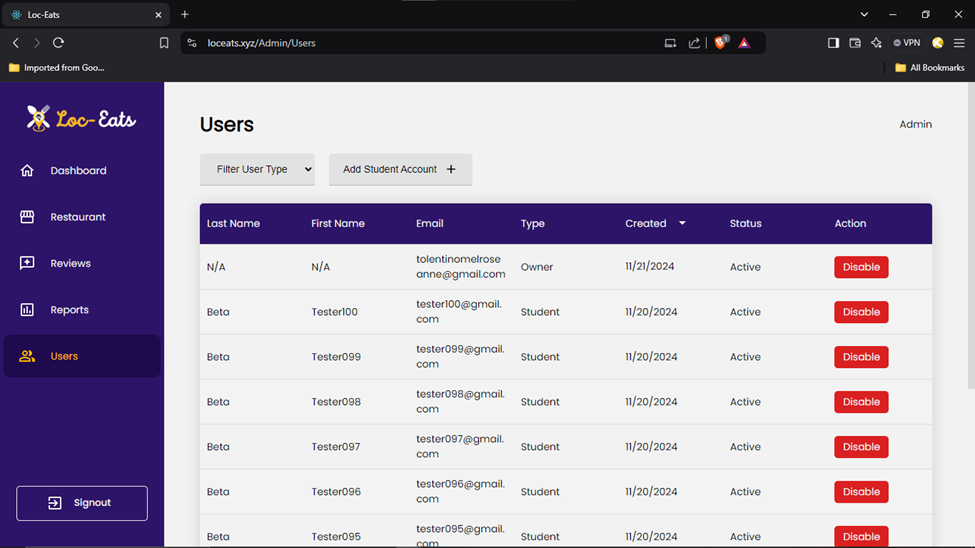 Loc-Eats
loceats.xyz/Admin/Users
VPN
Imported from Goo...
All Bookmarks
Loc-Eats
Dashboard
Restaurant
Reviews
Reports
Users
Signout
Users
Admin
Filter User Type
Add Student Account +
Last Name First Name Email Type Created Status Action
N/A N/A tolentinomelrose Owner 11/21/2024 Active Disable
anne@gmail.com
Beta Tester100 tester100@gmail. Student 11/20/2024 Active Disable
com
Beta Tester099 tester099@gmail. Student 11/20/2024 Active Disable
com
Beta Tester098 tester098@gmail. Student 11/20/2024 Active Disable
com
Beta Tester097 tester097@gmail. Student 11/20/2024 Active Disable
com
Beta Tester096 tester096@gmail. Student 11/20/2024 Active Disable
com
Beta Tester095 tester095@gmail. Student 11/20/2024 Active Disable
com